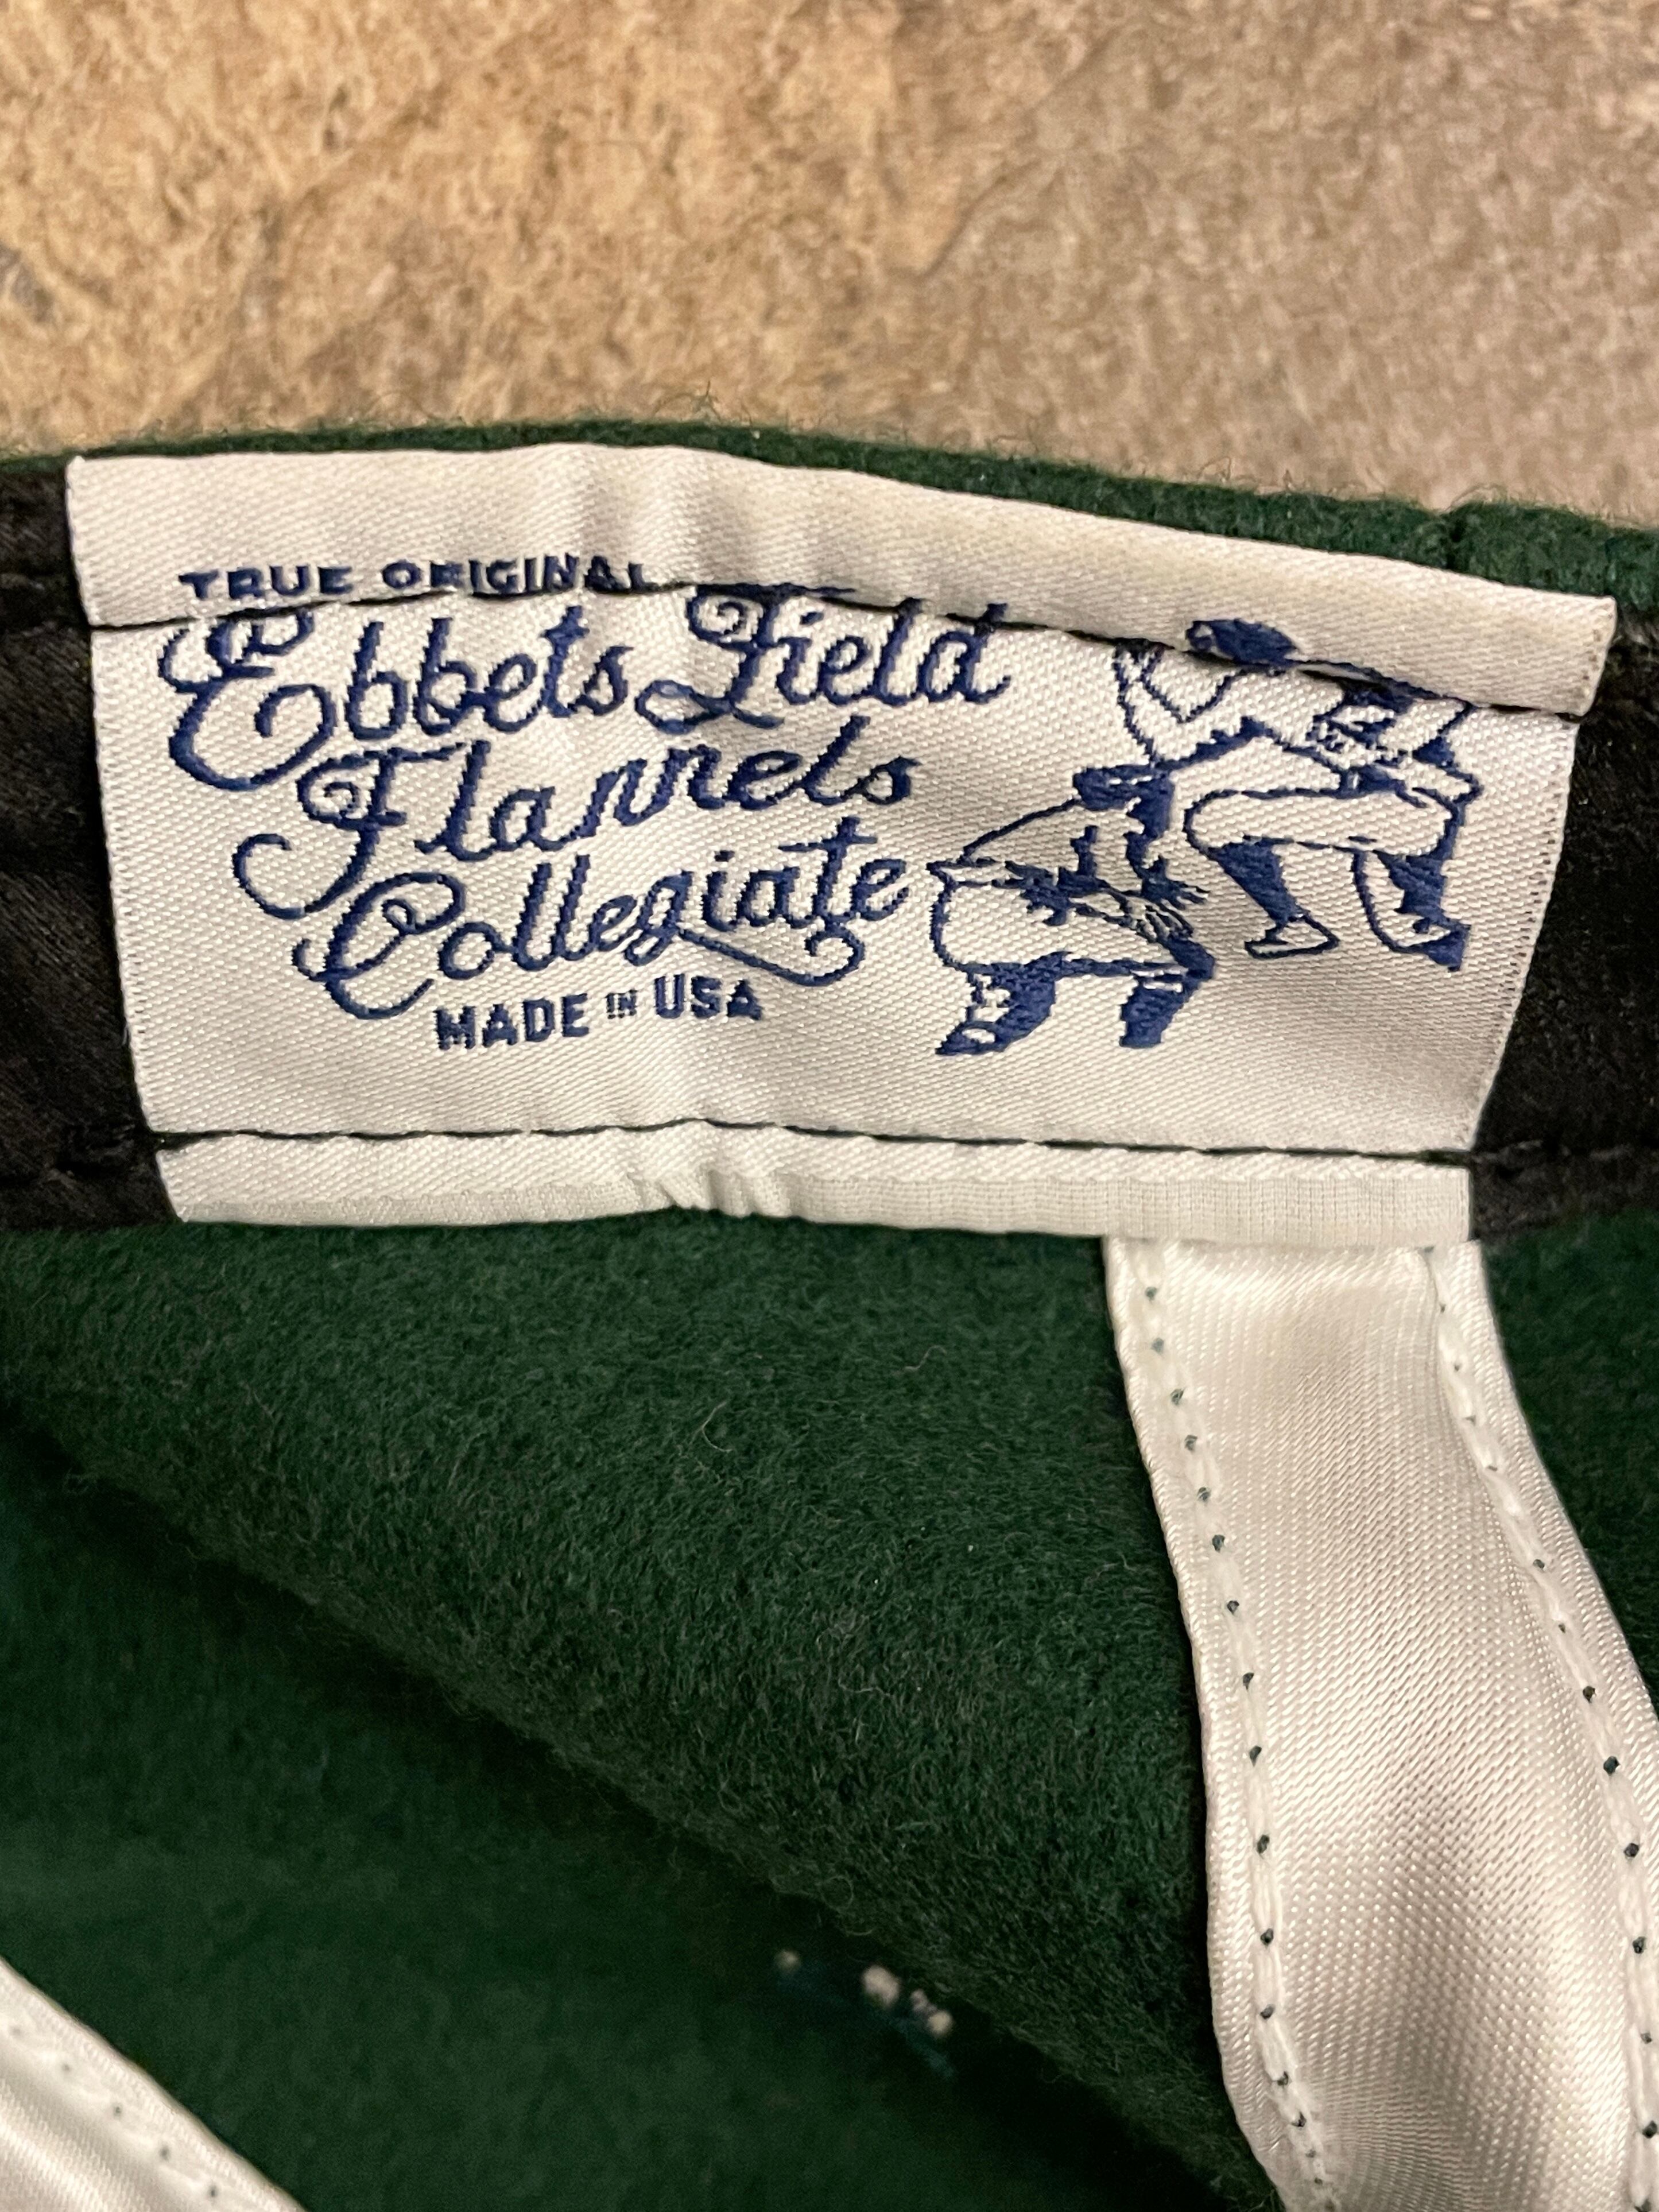 TRUE ORIGINAL
Ebbets Field
Flannels
Collegiate
MADE IN USA